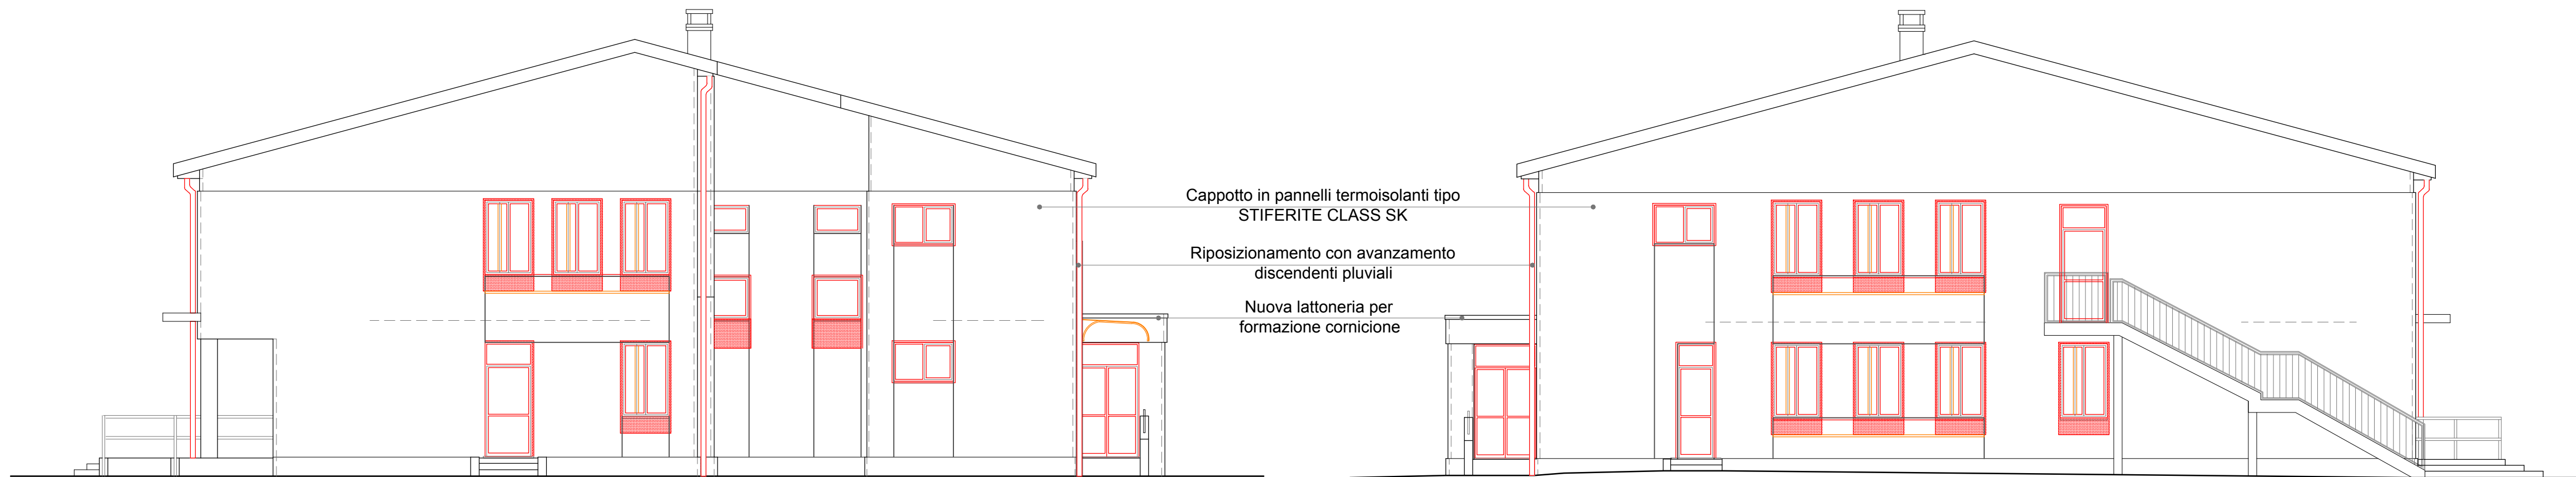 Cappotto in pannelli termoisolanti tipo
STIFERITE CLASS SK
Riposizionamento con avanzamento
discendenti pluviali
Nuova lattoneria per
formazione cornicione